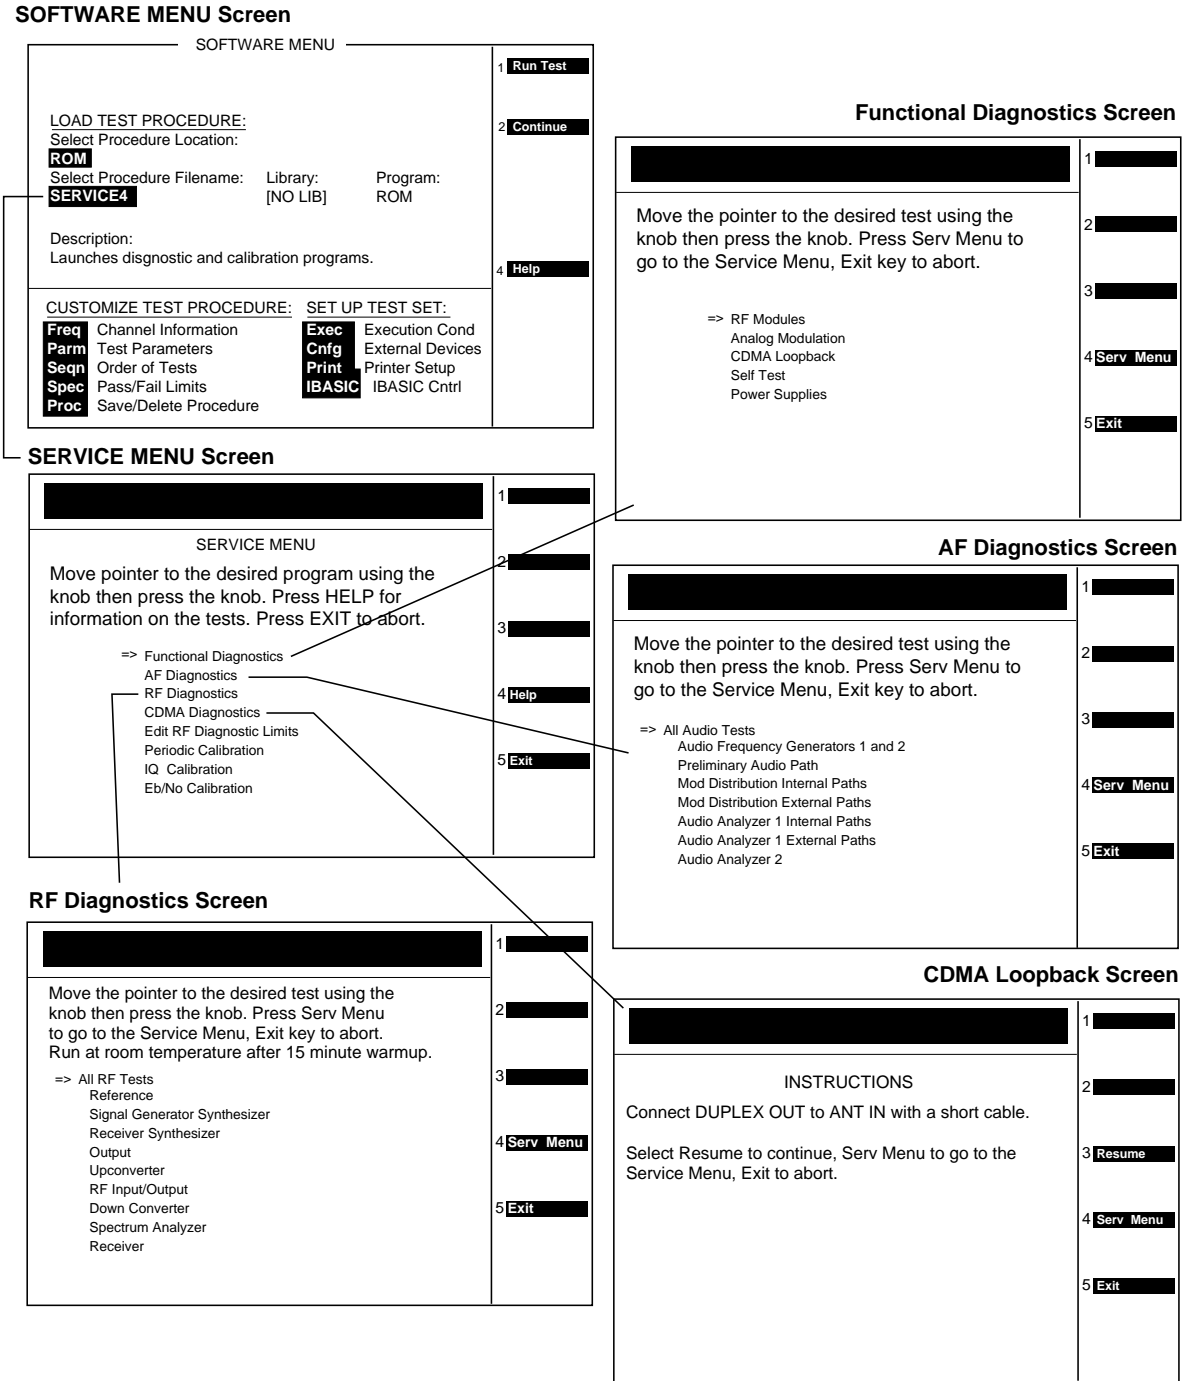 SOFTWARE MENU Screen
SOFTWARE MENU
1 Run Test
LOAD TEST PROCEDURE:
2 Continue
Select Procedure Location:
ROM
Select Procedure Filename: Library: Program:
SERVICE4 [NO LIB] ROM
Description:
Launches disgnostic and calibration programs.
4 Help
CUSTOMIZE TEST PROCEDURE: SET UP TEST SET:
Freq Channel Information Exec Execution Cond
Parm Test Parameters Cnfg External Devices
Seqn Order of Tests Print Printer Setup
Spec Pass/Fail Limits IBASIC IBASIC Cntrl
Proc Save/Delete Procedure
Functional Diagnostics Screen
1
Move the pointer to the desired test using the
knob then press the knob. Press Serv Menu to
go to the Service Menu, Exit key to abort.
2
3
=> RF Modules
Analog Modulation
CDMA Loopback
Self Test
Power Supplies
4 Serv Menu
5 Exit
SERVICE MENU Screen
1
SERVICE MENU
2
Move pointer to the desired program using the
knob then press the knob. Press HELP for
information on the tests. Press EXIT to abort.
3
=> Functional Diagnostics
AF Diagnostics
RF Diagnostics
CDMA Diagnostics
Edit RF Diagnostic Limits
Periodic Calibration
IQ Calibration
Eb/No Calibration
4 Help
5 Exit
AF Diagnostics Screen
1
Move the pointer to the desired test using the
knob then press the knob. Press Serv Menu to
go to the Service Menu, Exit key to abort.
2
3
=> All Audio Tests
Audio Frequency Generators 1 and 2
Preliminary Audio Path
Mod Distribution Internal Paths
Mod Distribution External Paths
Audio Analyzer 1 Internal Paths
Audio Analyzer 1 External Paths
Audio Analyzer 2
4 Serv Menu
5 Exit
RF Diagnostics Screen
1
Move the pointer to the desired test using the
knob then press the knob. Press Serv Menu
to go to the Service Menu, Exit key to abort.
Run at room temperature after 15 minute warmup.
2
3
=> All RF Tests
Reference
Signal Generator Synthesizer
Receiver Synthesizer
Output
Upconverter
RF Input/Output
Down Converter
Spectrum Analyzer
Receiver
4 Serv Menu
5 Exit
CDMA Loopback Screen
1
INSTRUCTIONS
2
Connect DUPLEX OUT to ANT IN with a short cable.
Select Resume to continue, Serv Menu to go to the
Service Menu, Exit to abort.
3 Resume
4 Serv Menu
5 Exit